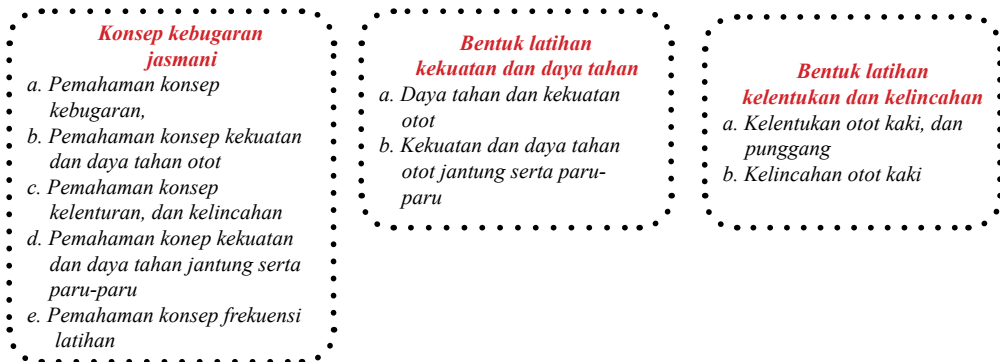 Konsep kebugaran
jasmani
a. Pemahaman konsep
kebugaran,
b. Pemahaman konsep kekuatan
dan daya tahan otot
c. Pemahaman konsep
kelenturan, dan kelincahan
d. Pemahaman konep kekuatan
dan daya tahan jantung serta
paru-paru
e. Pemahaman konsep frekuensi
latihan
Bentuk latihan
kekuatan dan daya tahan
a. Daya tahan dan kekuatan
otot
b. Kekuatan dan daya tahan
otot jantung serta paru-
paru
Bentuk latihan
kelentukan dan kelincahan
a. Kelentukan otot kaki, dan
punggang
b. Kelincahan otot kaki